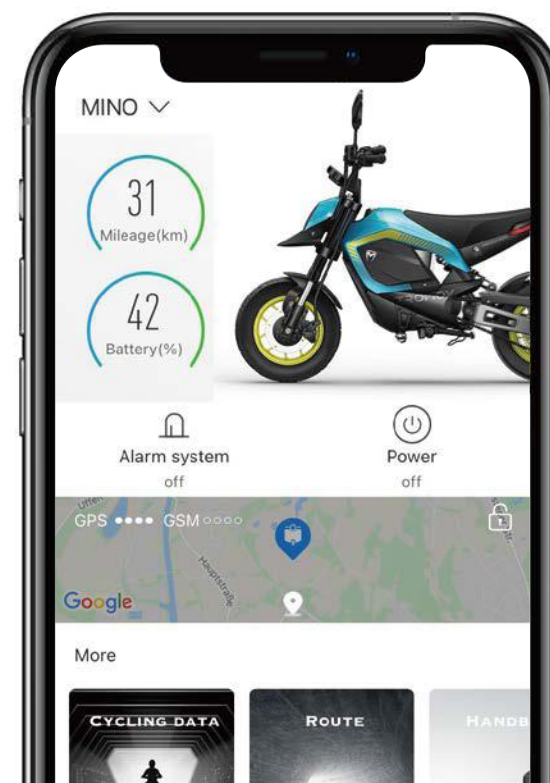 MINO
31
Mileage(km)
42
Battery(%)
Alarm system
off
Power
off
GPS
GSM
Hauptstraße
Google
More
CYCLING DATA
ROUTE
HANDB